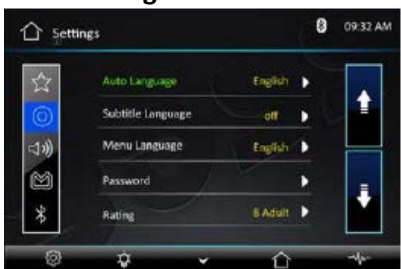 Settings
09:32 AM
Auto Language English
Subtitle Language off
Menu Language English
Password
Rating 8 Adult